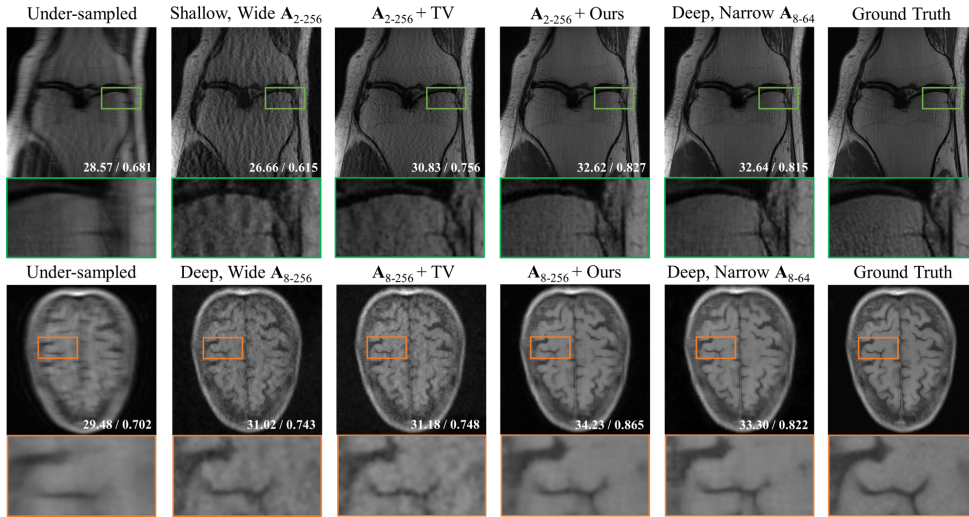 Under-sampled Shallow, Wide A2-256 A2-256 + TV A2-256 + Ours Deep, Narrow A8-64 Ground Truth
28.57 / 0.681 26.66 / 0.615 30.83 / 0.756 32.62 / 0.827 32.64 / 0.815
Under-sampled Deep, Wide A8-256 A8-256 + TV A8-256 + Ours Deep, Narrow A8-64 Ground Truth
29.48 / 0.702 31.02 / 0.743 31.18 / 0.748 34.23 / 0.865 33.30 / 0.822